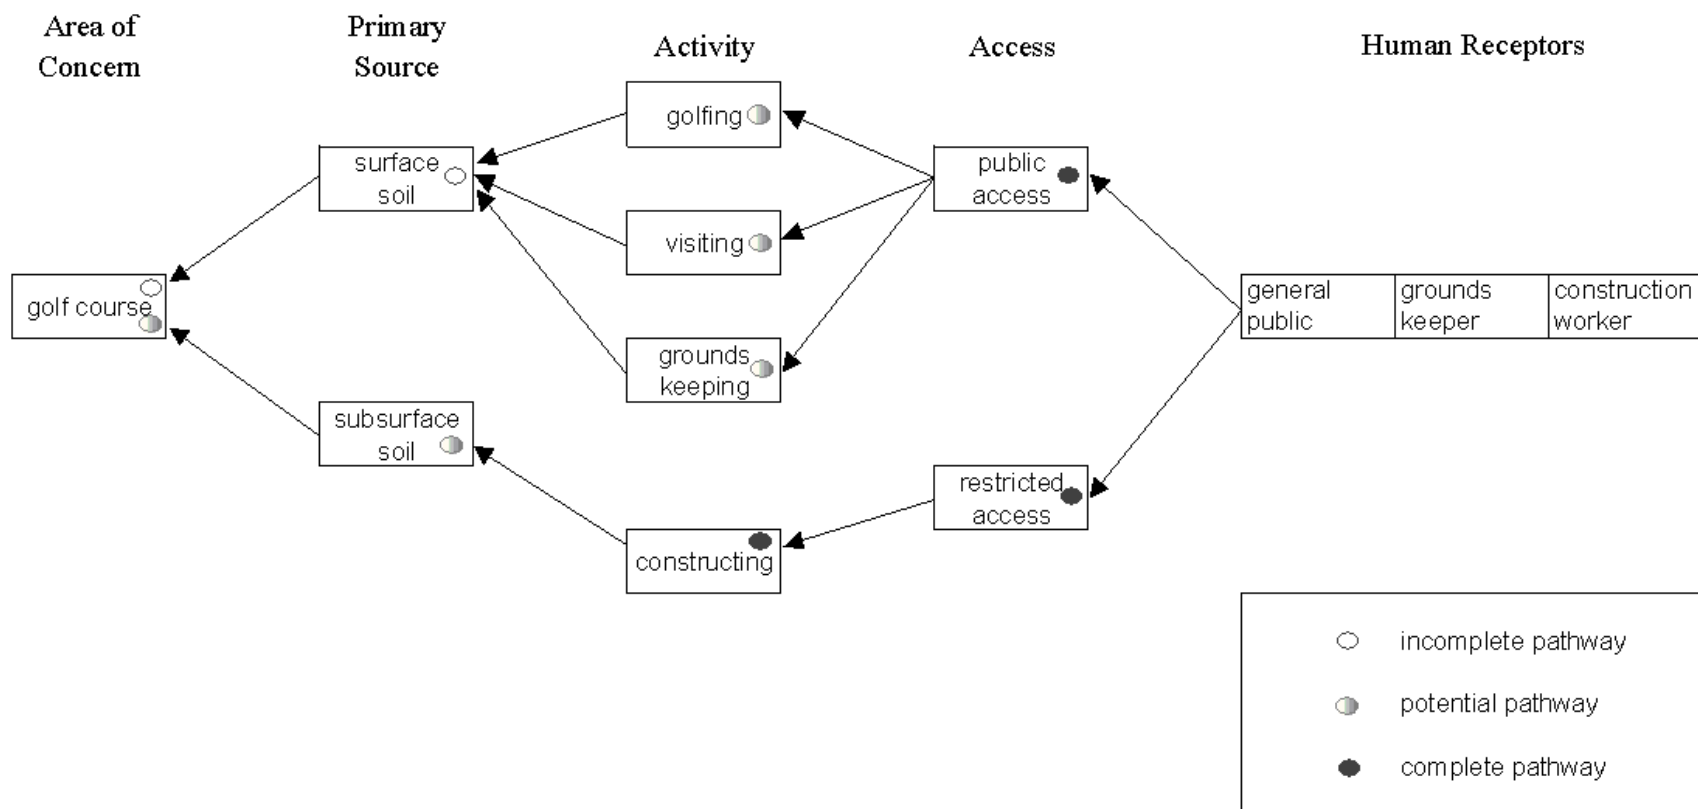 Area of
Concern
Primary
Source
Activity
Access
Human Receptors
golfing
surface
soil
public
access
visiting
golf course
general
public
grounds
keeper
construction
worker
grounds
keeping
subsurface
soil
restricted
access
constructing
incomplete pathway
potential pathway
complete pathway